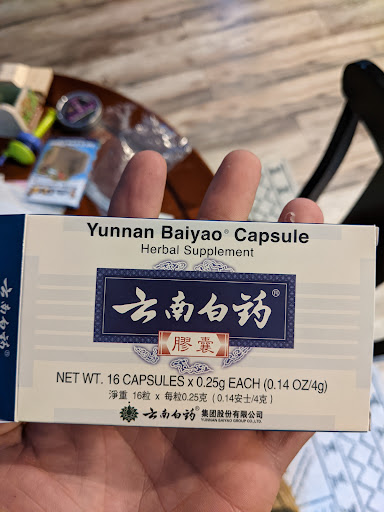 Yunnan Baiyao® Capsule
Herbal Supplement
云南白药®
膠囊
NET WT. 16 CAPSULES x 0.25g EACH (0.14 OZ/4g)
淨重 16粒 x 每粒0.25克 (0.14安士/4克)
云南白药 集团股份有限公司
YUNNAN BAIYAO GROUP CO.,LTD.
云南白药